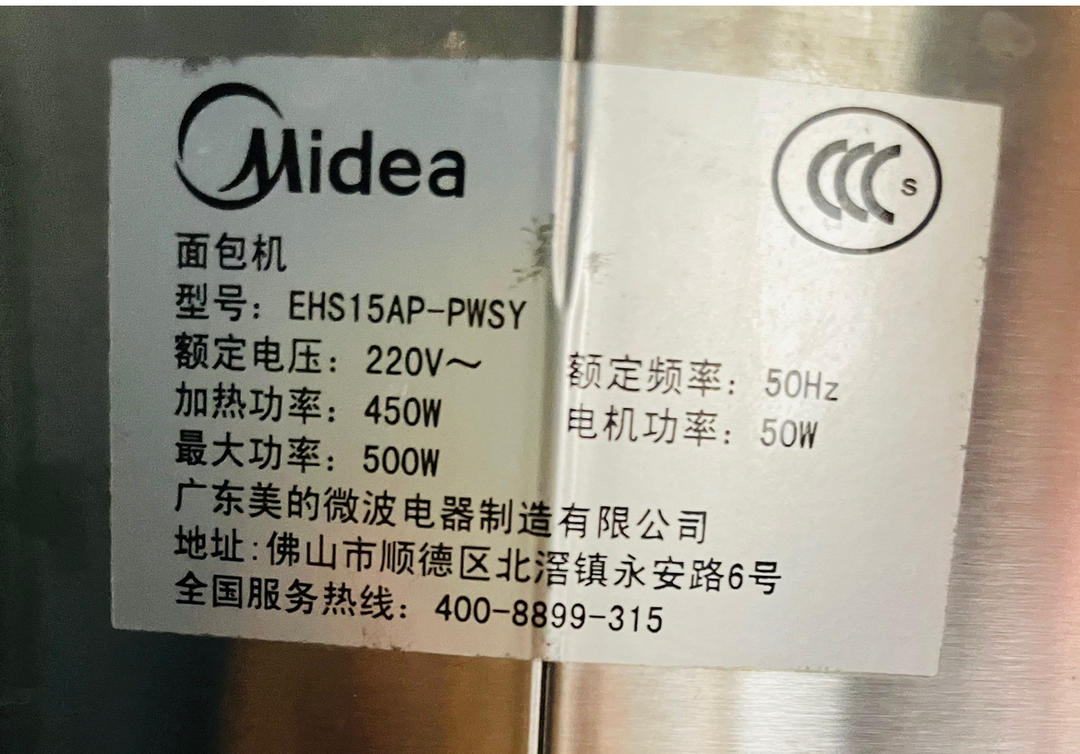 Midea
CCC S
面包机
型号：EHS15AP-PWSY
额定电压：220V～ 额定频率：50Hz
加热功率：450W 电机功率：50W
最大功率：500W
广东美的微波电器制造有限公司
地址:佛山市顺德区北滘镇永安路6号
全国服务热线：400-8899-315